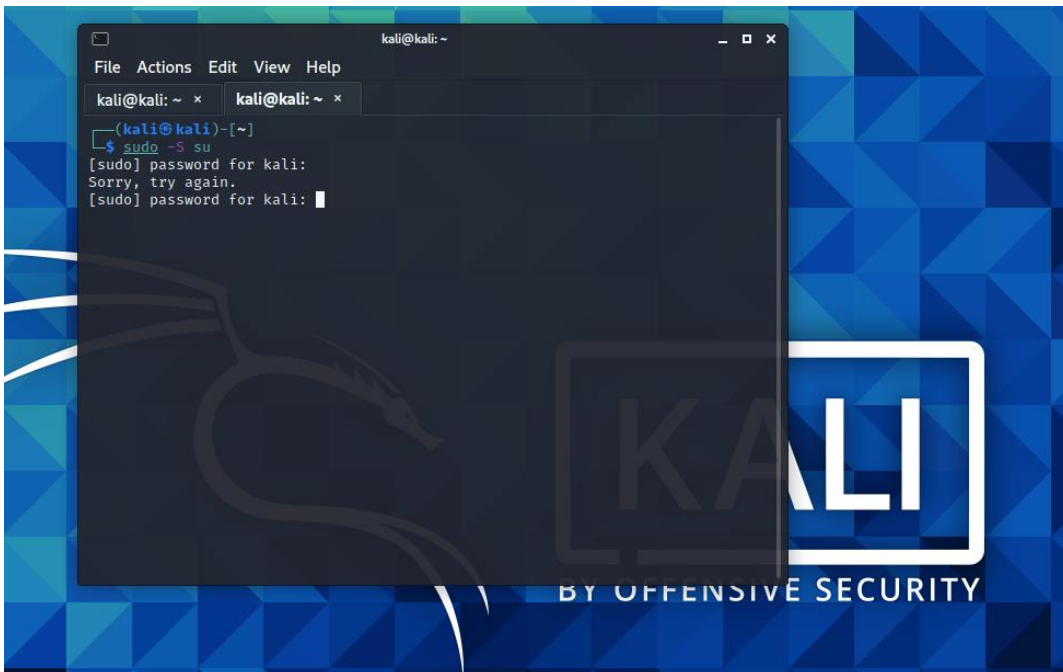 kali@kali: ~
File Actions Edit View Help
kali@kali: ~ × kali@kali: ~ ×
(kali㉿kali)-[~]
$ sudo -S su
[sudo] password for kali:
Sorry, try again.
[sudo] password for kali:
KALI
BY OFFENSIVE SECURITY